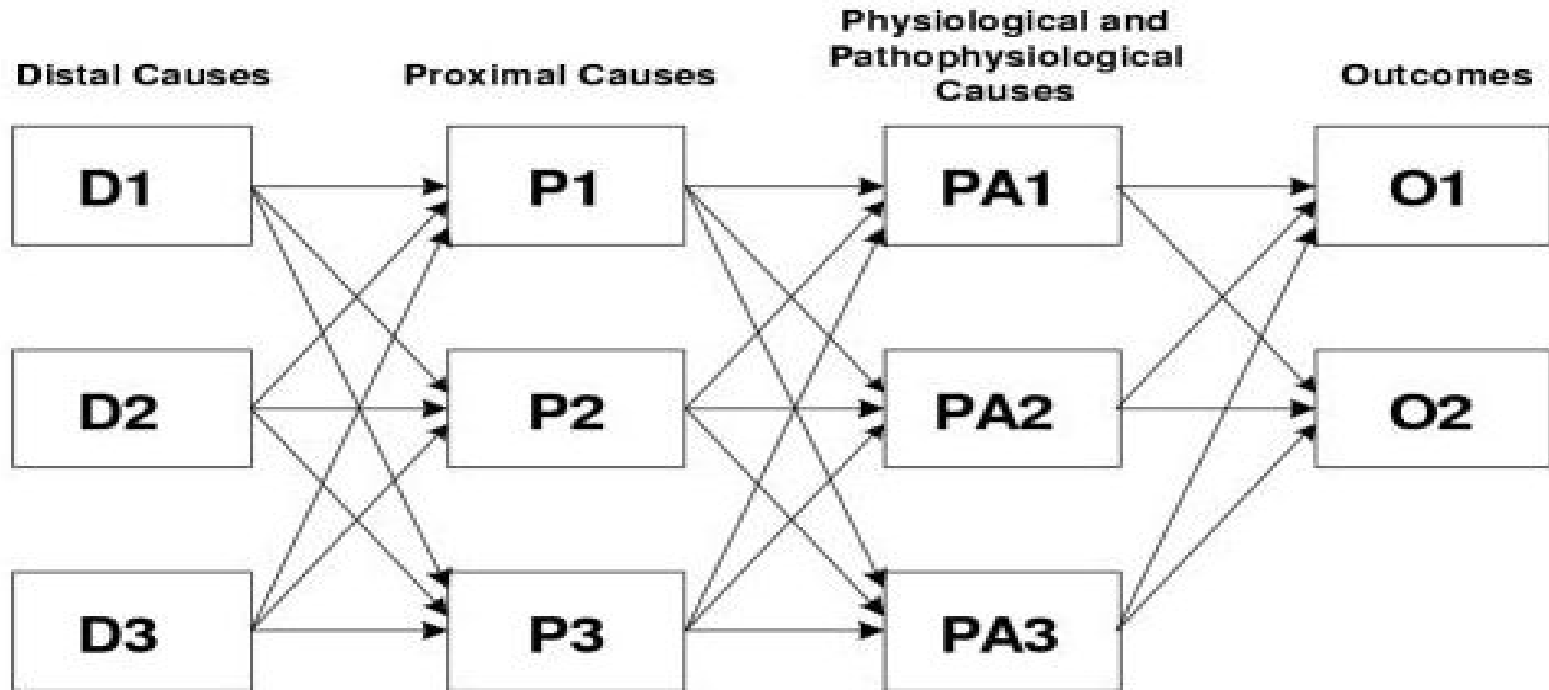 Distal Causes
Proximal Causes
Physiological and
Pathophysiological
Causes
Outcomes
D1
P1
PA1
O1
D2
P2
PA2
O2
D3
P3
PA3